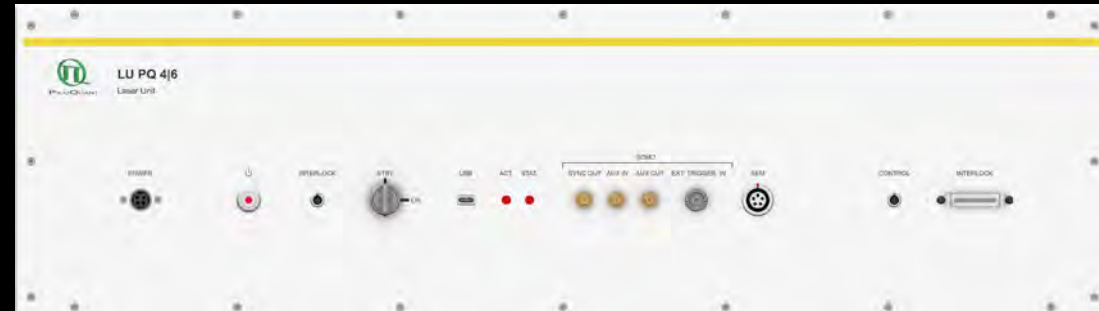 LU PQ 4|6
PICOQUANT
Laser Unit
POWER
INTERLOCK
STBY
ON
USB
ACT.
STAT.
SYNC OUT
AUX IN
AUX OUT
EXT. TRIGGER IN
CONTROL
INTERLOCK